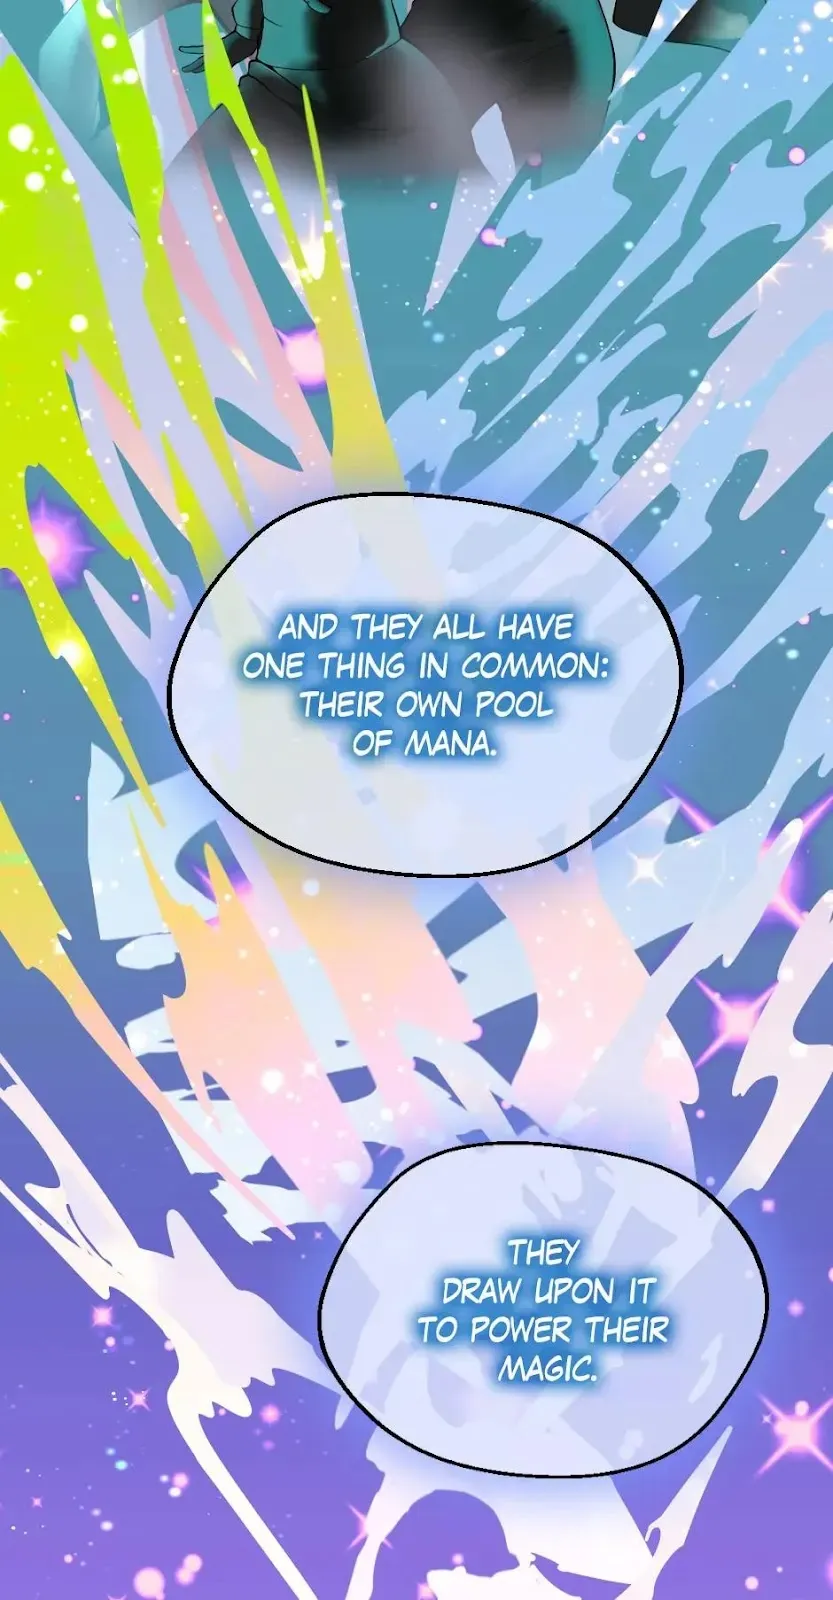 AND THEY ALL HAVE
ONE THING IN COMMON:
THEIR OWN POOL
OF MANA.
THEY
DRAW UPON IT
TO POWER THEIR
MAGIC.